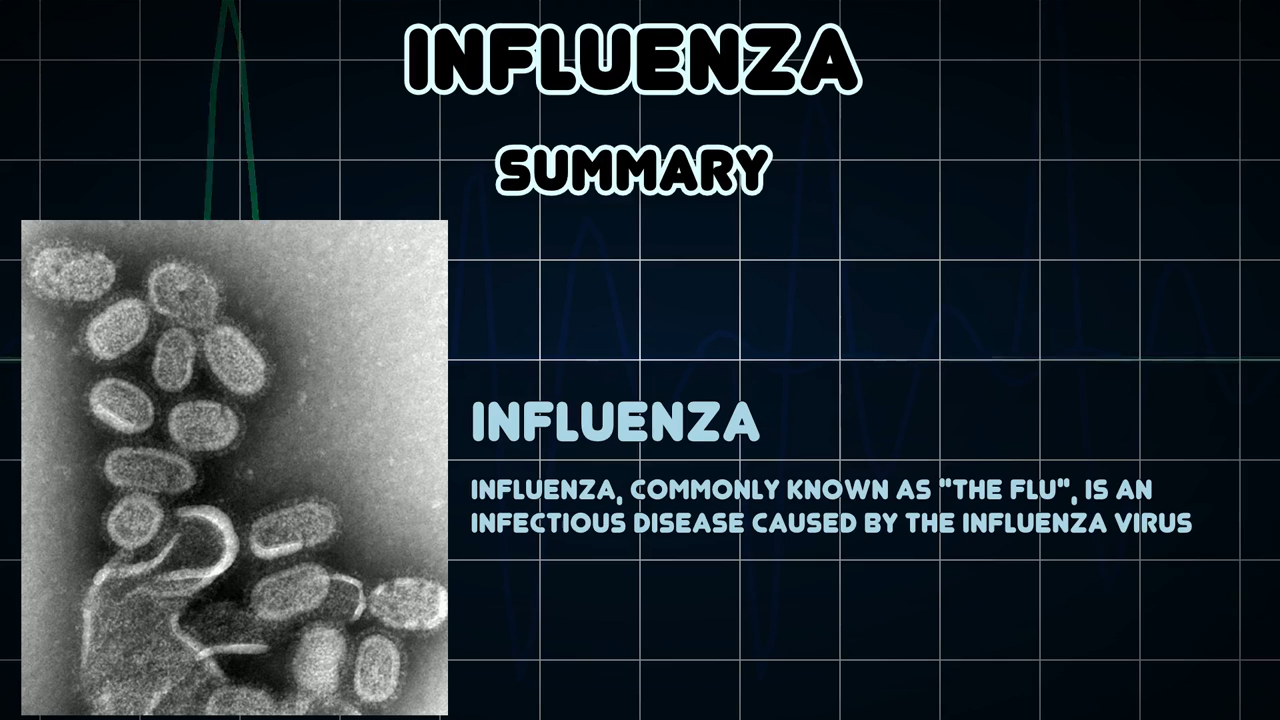 INFLUENZA
SUMMARY
INFLUENZA
INFLUENZA, COMMONLY KNOWN AS "THE FLU", IS AN
INFECTIOUS DISEASE CAUSED BY THE INFLUENZA VIRUS